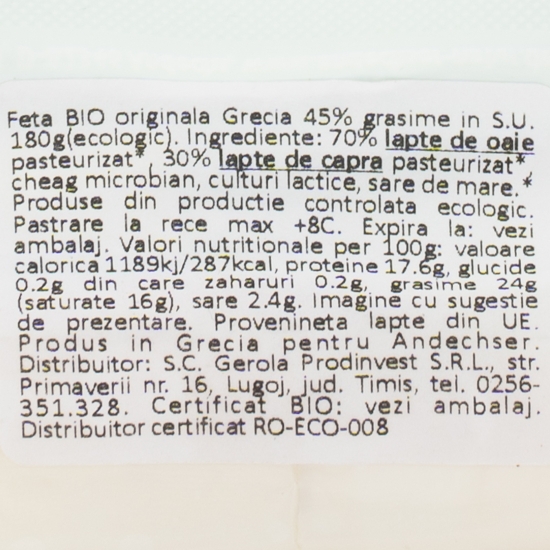 Feta BIO originala Grecia 45% grasime in S.U.
180g(ecologic). Ingrediente: 70% lapte de oaie
pasteurizat*, 30% lapte de capra pasteurizat*,
cheag microbian, culturi lactice, sare de mare. *
Produse din productie controlata ecologic.
Pastrare la rece max +8C. Expira la: vezi
ambalaj. Valori nutritionale per 100g: valoare
calorica 1189kj/287kcal, proteine 17.6g, glucide
0.2g din care zaharuri 0.2g, grasime 24g
(saturate 16g), sare 2.4g. Imagine cu sugestie
de prezentare. Provenineta lapte din UE.
Produs in Grecia pentru Andechser.
Distribuitor: S.C. Gerola Prodinvest S.R.L., str.
Primaverii nr. 16, Lugoj, jud. Timis, tel. 0256-
351.328. Certificat BIO: vezi ambalaj.
Distribuitor certificat RO-ECO-008